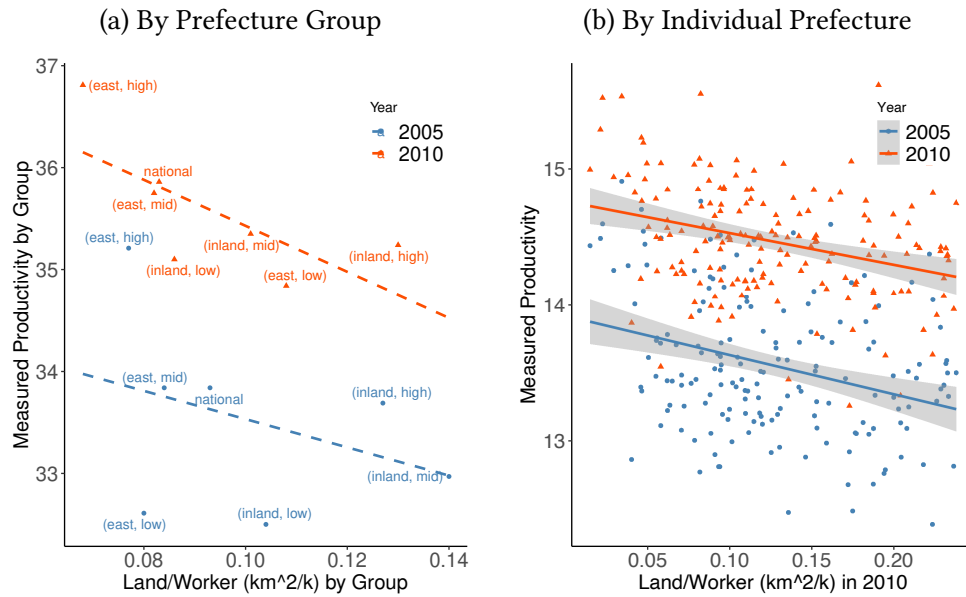 (a) By Prefecture Group
(b) By Individual Prefecture
Measured Productivity by Group
37
36
35
34
33
(east, high)
Year
2005
2010
national
(east, mid)
(east, high)
(inland, mid)
(inland, high)
(inland, low)
(east, low)
(east, mid)
national
(inland, high)
(inland, mid)
(east, low)
(inland, low)
0.08
0.10
0.12
0.14
Land/Worker (km^2/k) by Group
Measured Productivity
15
14
13
Year
2005
2010
0.05
0.10
0.15
0.20
Land/Worker (km^2/k) in 2010